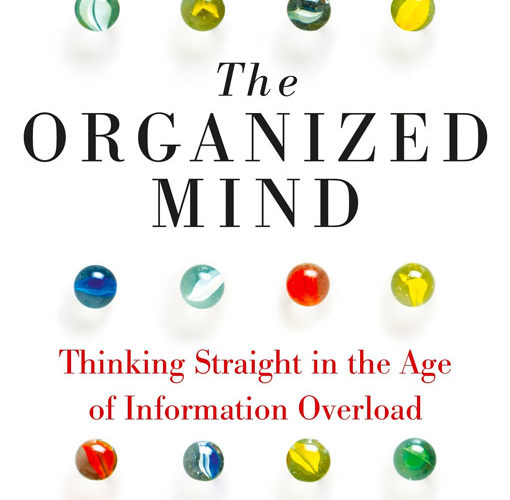 The
ORGANIZED
MIND
Thinking Straight in the Age
of Information Overload